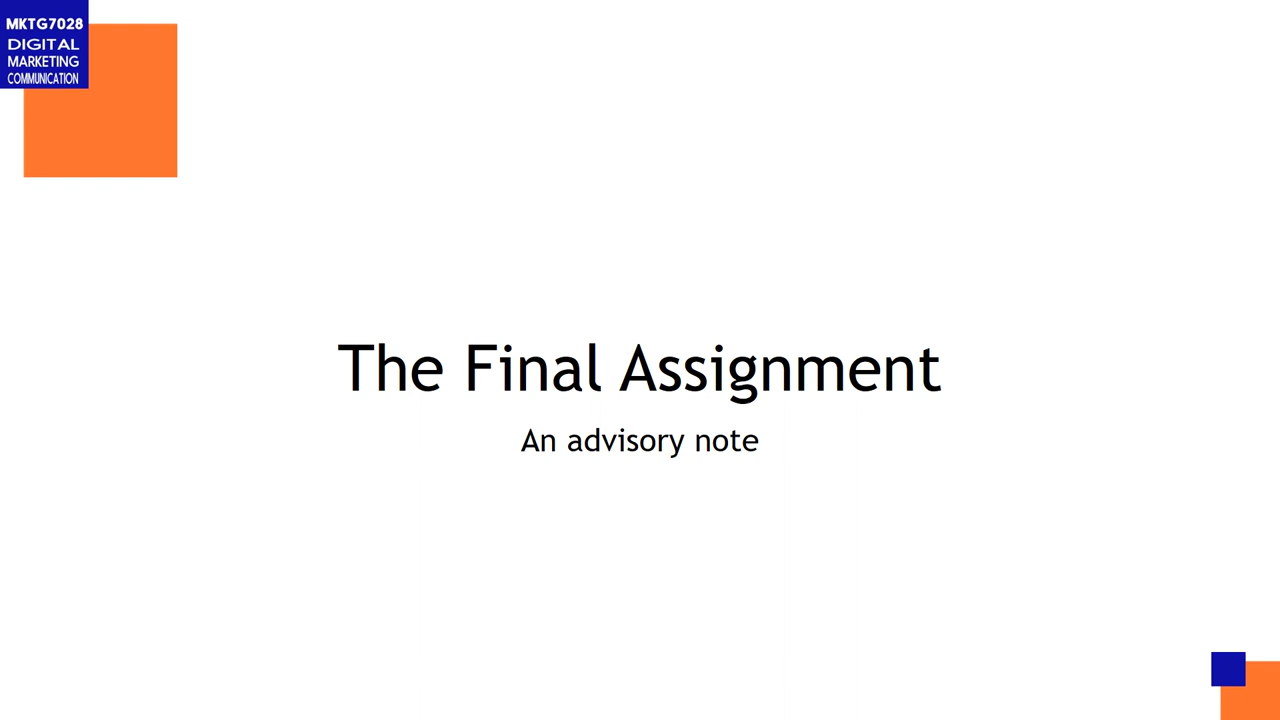 MKTG7028
DIGITAL
MARKETING
COMMUNICATION
The Final Assignment
An advisory note